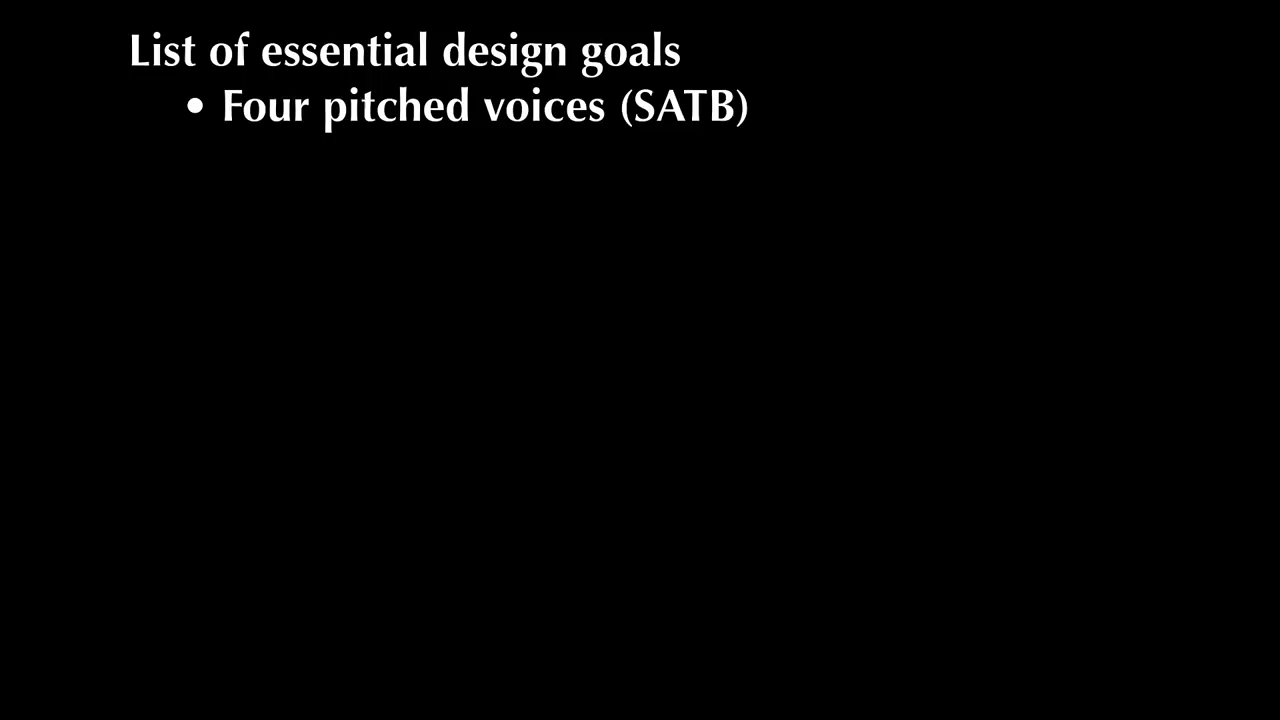 List of essential design goals
• Four pitched voices (SATB)